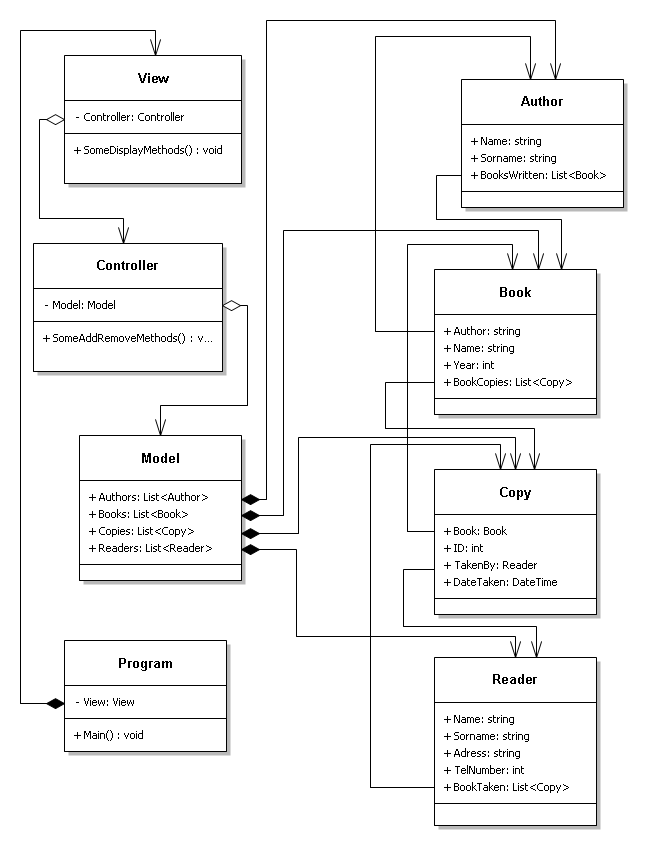 View
- Controller: Controller
+ SomeDisplayMethods() : void
Controller
- Model: Model
+ SomeAddRemoveMethods() : v...
Model
+ Authors: List<Author>
+ Books: List<Book>
+ Copies: List<Copy>
+ Readers: List<Reader>
Program
- View: View
+ Main() : void
Author
+ Name: string
+ Sorname: string
+ BooksWritten: List<Book>
Book
+ Author: string
+ Name: string
+ Year: int
+ BookCopies: List<Copy>
Copy
+ Book: Book
+ ID: int
+ TakenBy: Reader
+ DateTaken: DateTime
Reader
+ Name: string
+ Sorname: string
+ Adress: string
+ TelNumber: int
+ BookTaken: List<Copy>